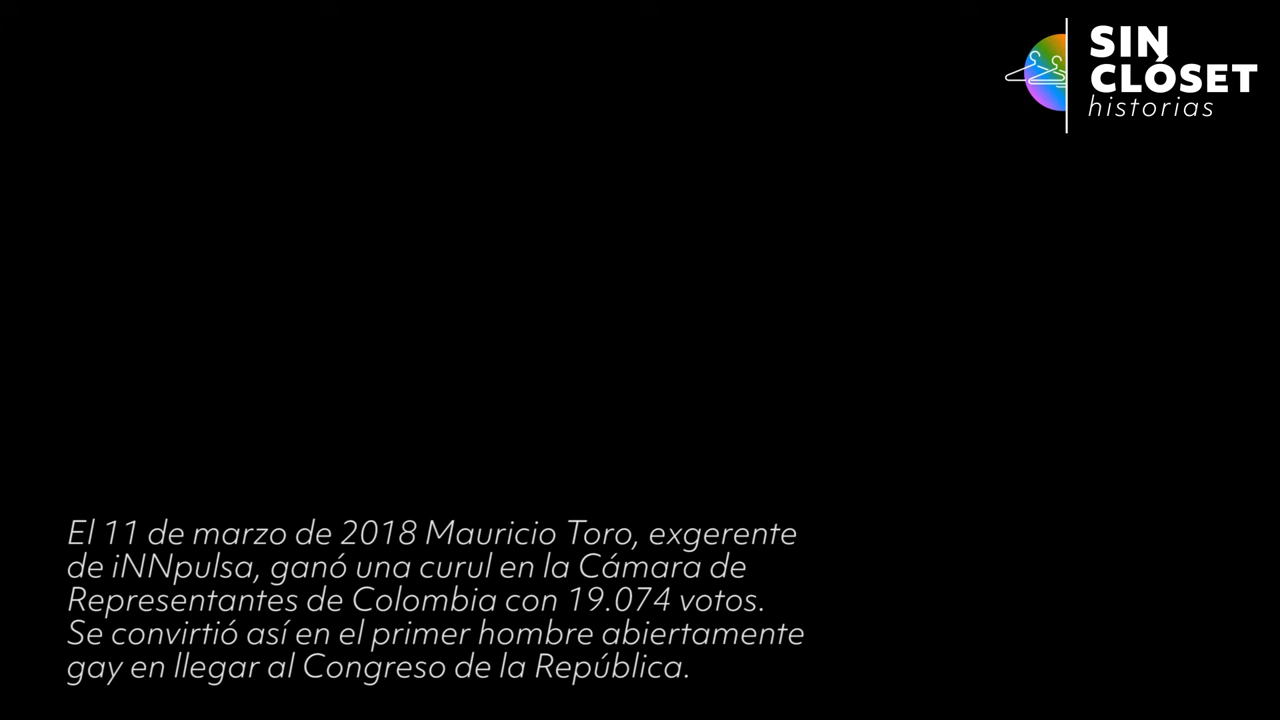 SIN
CLÓSET
historias
El 11 de marzo de 2018 Mauricio Toro, exgerente
de iNNpulsa, ganó una curul en la Cámara de
Representantes de Colombia con 19.074 votos.
Se convirtió así en el primer hombre abiertamente
gay en llegar al Congreso de la República.